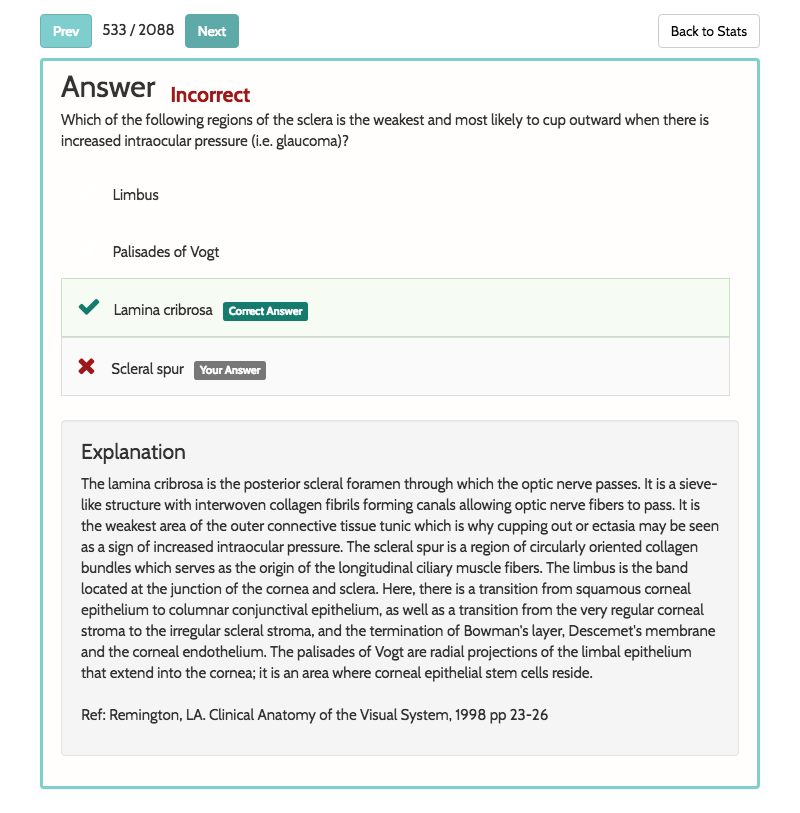 Prev 533 / 2088 Next Back to Stats
Answer Incorrect
Which of the following regions of the sclera is the weakest and most likely to cup outward when there is
increased intraocular pressure (i.e. glaucoma)?
Limbus
Palisades of Vogt
Lamina cribrosa Correct Answer
Scleral spur Your Answer
Explanation
The lamina cribrosa is the posterior scleral foramen through which the optic nerve passes. It is a sieve-
like structure with interwoven collagen fibrils forming canals allowing optic nerve fibers to pass. It is
the weakest area of the outer connective tissue tunic which is why cupping out or ectasia may be seen
as a sign of increased intraocular pressure. The scleral spur is a region of circularly oriented collagen
bundles which serves as the origin of the longitudinal ciliary muscle fibers. The limbus is the band
located at the junction of the cornea and sclera. Here, there is a transition from squamous corneal
epithelium to columnar conjunctival epithelium, as well as a transition from the very regular corneal
stroma to the irregular scleral stroma, and the termination of Bowman's layer, Descemet's membrane
and the corneal endothelium. The palisades of Vogt are radial projections of the limbal epithelium
that extend into the cornea; it is an area where corneal epithelial stem cells reside.
Ref: Remington, LA. Clinical Anatomy of the Visual System, 1998 pp 23-26